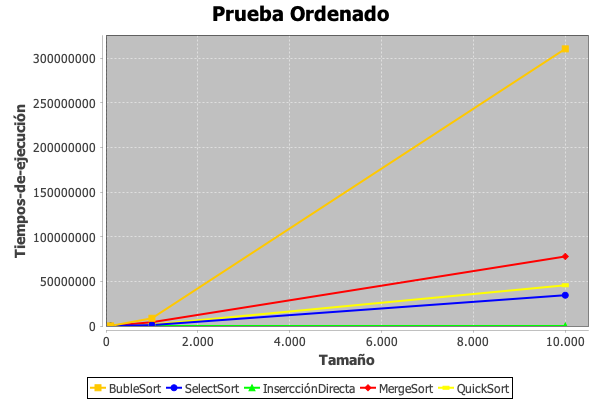 Prueba Ordenado
Tiempos-de-ejecución
300000000
250000000
200000000
150000000
100000000
50000000
0
0 2.000 4.000 6.000 8.000 10.000
Tamaño
BubleSort SelectSort InsercciónDirecta MergeSort QuickSort